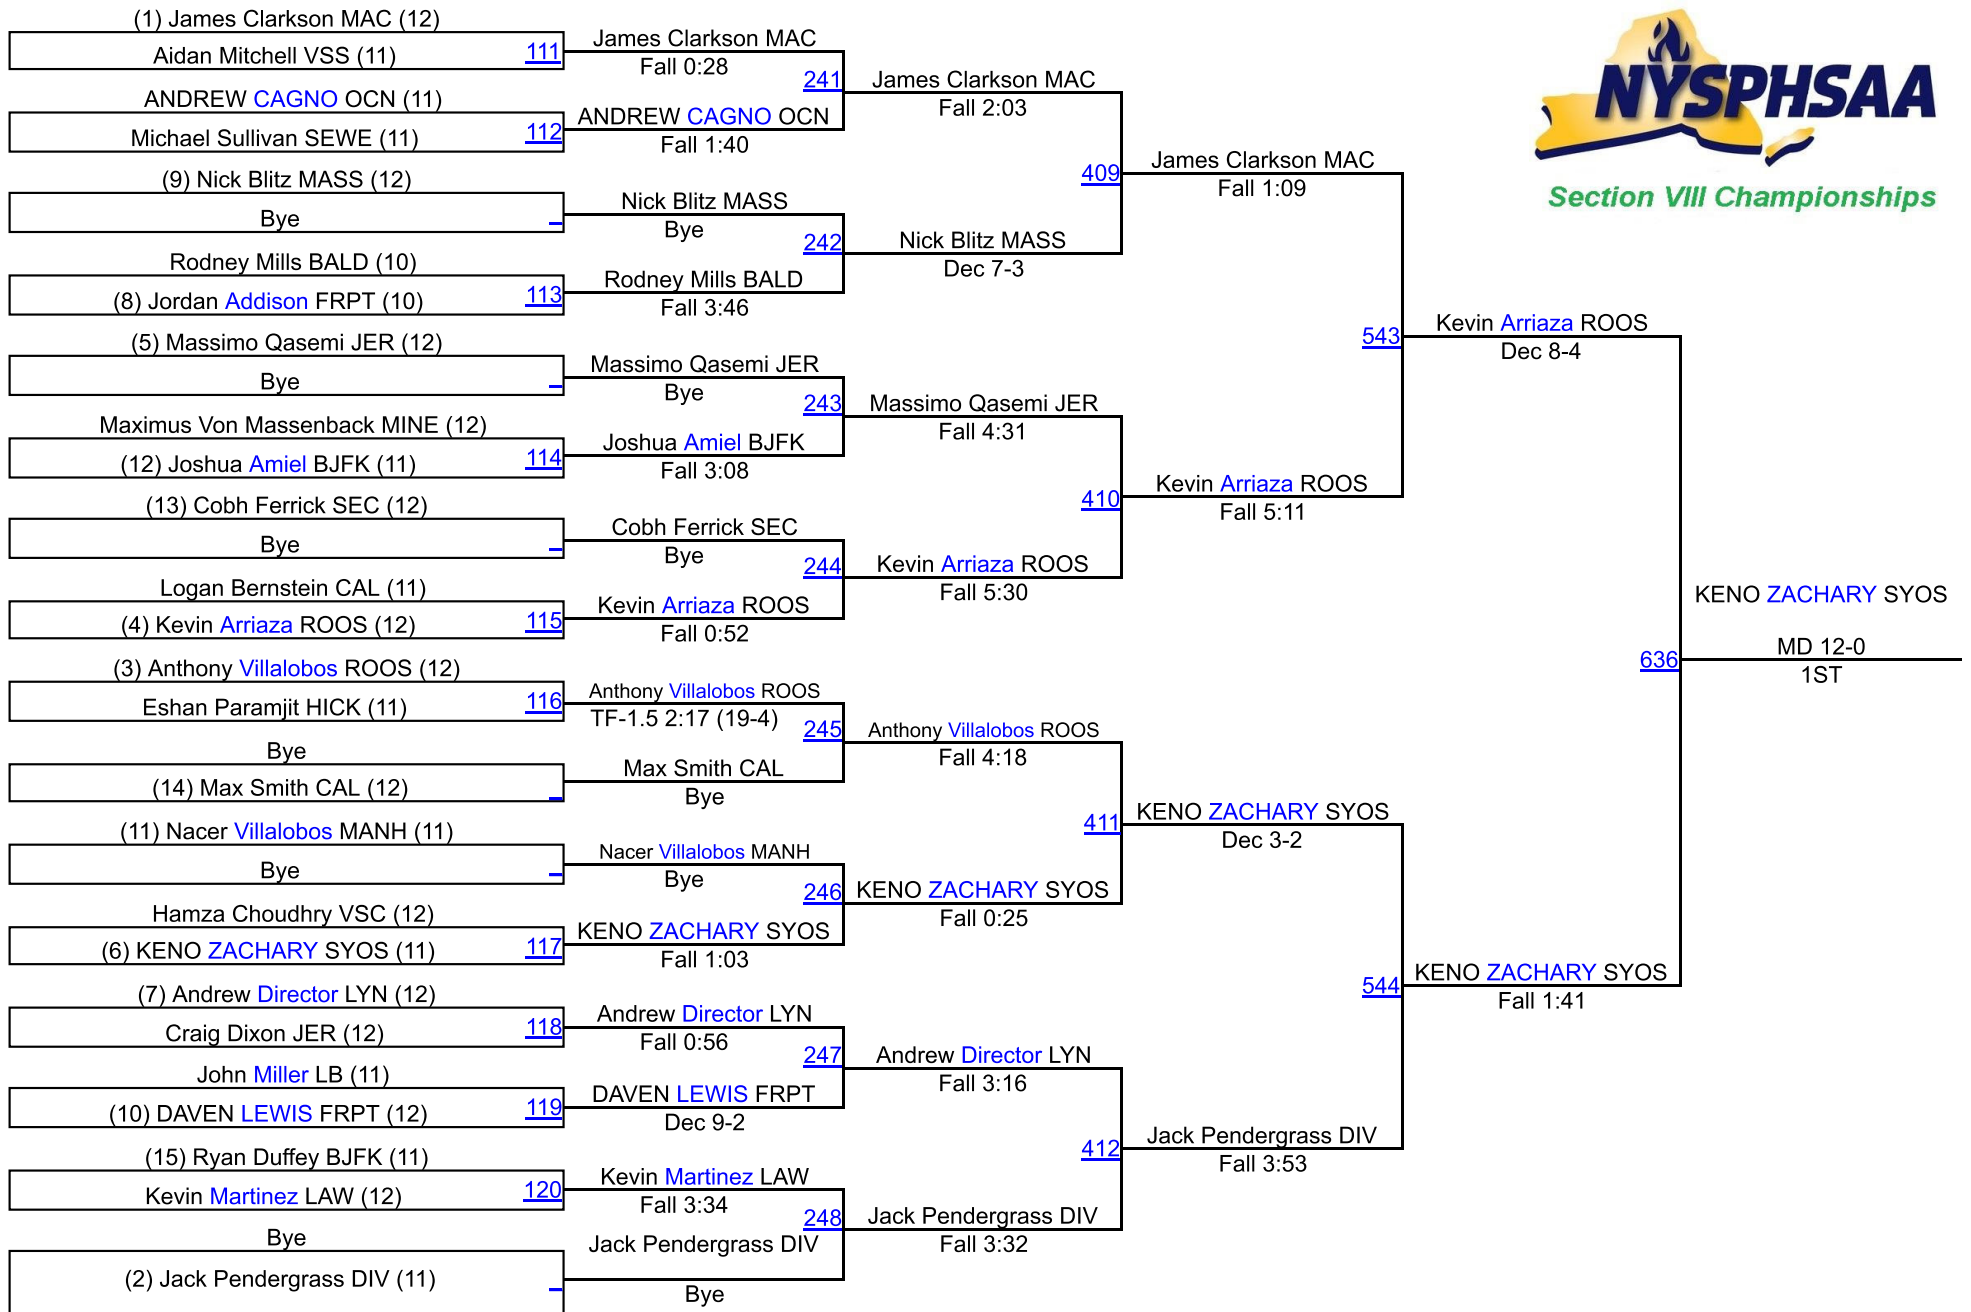 (1) James Clarkson MAC (12)
Aidan Mitchell VSS (11)
111
ANDREW CAGNO OCN (11)
Michael Sullivan SEWE (11)
112
(9) Nick Blitz MASS (12)
Bye
Rodney Mills BALD (10)
(8) Jordan Addison FRPT (10)
113
(5) Massimo Qasemi JER (12)
Bye
Maximus Von Massenback MINE (12)
(12) Joshua Amiel BJFK (11)
114
(13) Cobh Ferrick SEC (12)
Bye
Logan Bernstein CAL (11)
(4) Kevin Arriaza ROOS (12)
115
(3) Anthony Villalobos ROOS (12)
Eshan Paramjit HICK (11)
116
Bye
(14) Max Smith CAL (12)
(11) Nacer Villalobos MANH (11)
Bye
Hamza Choudhry VSC (12)
(6) KENO ZACHARY SYOS (11)
117
(7) Andrew Director LYN (12)
Craig Dixon JER (12)
118
John Miller LB (11)
(10) DAVEN LEWIS FRPT (12)
119
(15) Ryan Duffey BJFK (11)
Kevin Martinez LAW (12)
120
Bye
(2) Jack Pendergrass DIV (11)
James Clarkson MAC
Fall 0:28
241
ANDREW CAGNO OCN
Fall 1:40
Nick Blitz MASS
Bye
242
Rodney Mills BALD
Fall 3:46
Massimo Qasemi JER
Bye
243
Joshua Amiel BJFK
Fall 3:08
Cobh Ferrick SEC
Bye
244
Kevin Arriaza ROOS
Fall 0:52
Anthony Villalobos ROOS
TF-1.5 2:17 (19-4)
245
Max Smith CAL
Bye
Nacer Villalobos MANH
Bye
246
KENO ZACHARY SYOS
Fall 1:03
Andrew Director LYN
Fall 0:56
247
DAVEN LEWIS FRPT
Dec 9-2
Kevin Martinez LAW
Fall 3:34
248
Jack Pendergrass DIV
Bye
James Clarkson MAC
Fall 2:03
409
Nick Blitz MASS
Dec 7-3
Massimo Qasemi JER
Fall 4:31
410
Kevin Arriaza ROOS
Fall 5:30
Anthony Villalobos ROOS
Fall 4:18
411
KENO ZACHARY SYOS
Fall 0:25
Andrew Director LYN
Fall 3:16
412
Jack Pendergrass DIV
Fall 3:32
James Clarkson MAC
Fall 1:09
543
Kevin Arriaza ROOS
Fall 5:11
KENO ZACHARY SYOS
Dec 3-2
544
Jack Pendergrass DIV
Fall 3:53
Kevin Arriaza ROOS
Dec 8-4
636
KENO ZACHARY SYOS
Fall 1:41
KENO ZACHARY SYOS
MD 12-0
1ST
NYSPHSAA
Section VIII Championships